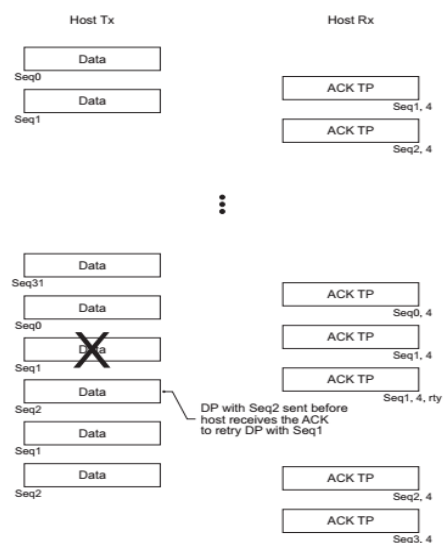 Host Tx
Host Rx
Data
Seq0
ACK TP
Seq1, 4
Data
Seq1
ACK TP
Seq2, 4
Data
Seq31
Data
Seq0
ACK TP
Seq0, 4
Data
Seq1
ACK TP
Seq1, 4
Data
Seq2
ACK TP
Seq1, 4, rty
DP with Seq2 sent before
host receives the ACK
to retry DP with Seq1
Data
Seq1
Data
Seq2
ACK TP
Seq2, 4
ACK TP
Seq3, 4